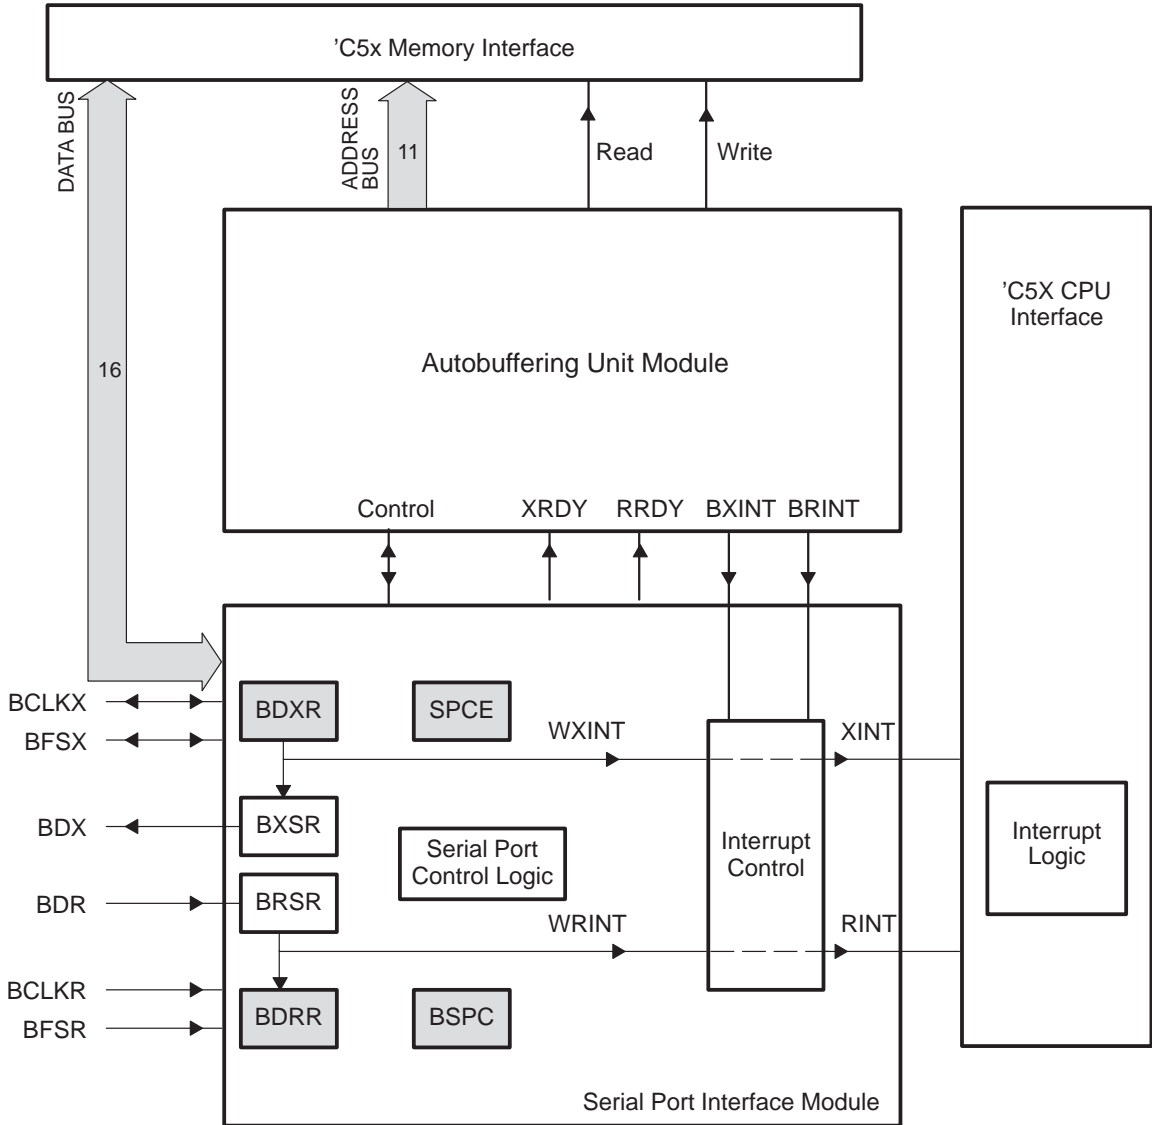 'C5x Memory Interface
DATA BUS
ADDRESS
BUS
11
Read
Write
16
Autobuffering Unit Module
'C5X CPU
Interface
Control
XRDY
RRDY
BXINT
BRINT
BCLKX
BFSX
BDX
BDR
BCLKR
BFSR
BDXR
SPCE
WXINT
XINT
BXSR
Serial Port
Control Logic
Interrupt
Control
Interrupt
Logic
BRSR
WRINT
RINT
BDRR
BSPC
Serial Port Interface Module